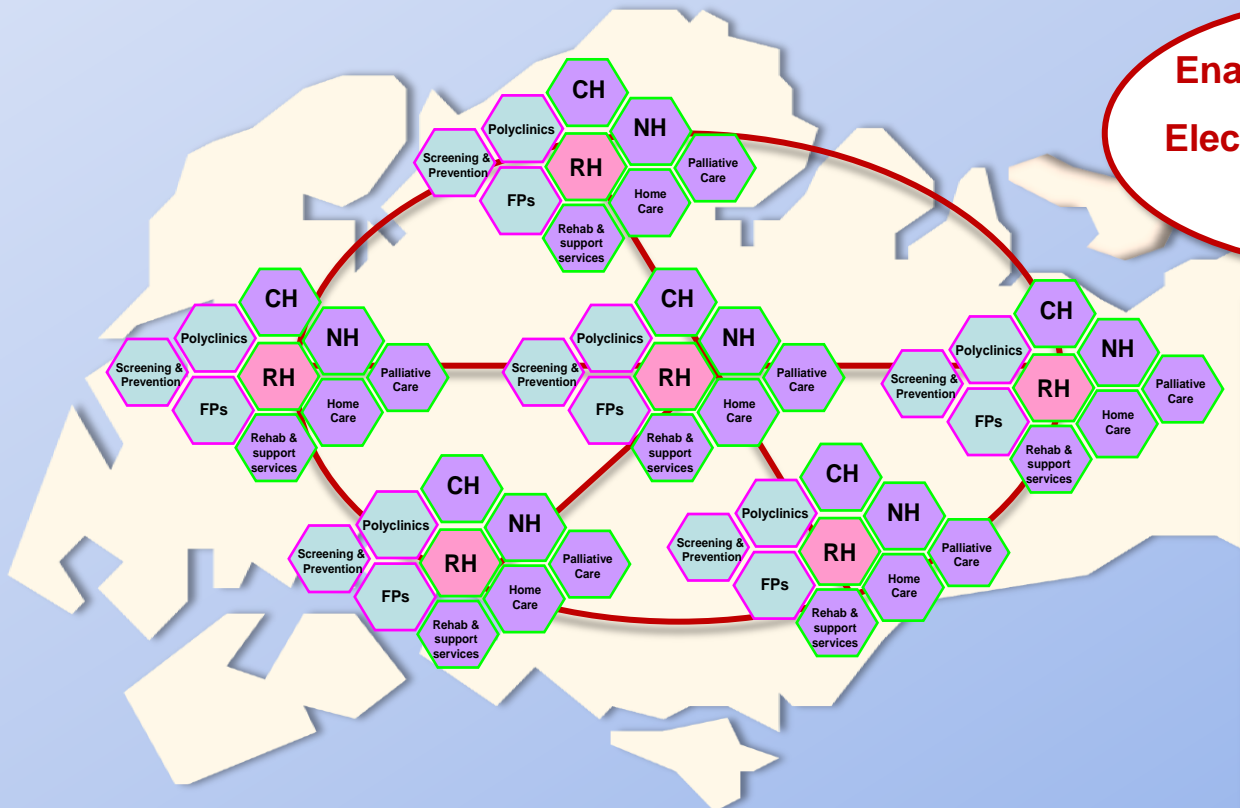 Ena
Elec
CH
Polyclinics
NH
Screening &
Prevention
RH
Palliative
Care
FPs
Home
Care
Rehab &
support
services
CH
Polyclinics
NH
Screening &
Prevention
RH
Palliative
Care
FPs
Home
Care
Rehab &
support
services
CH
Polyclinics
NH
Screening &
Prevention
RH
Palliative
Care
FPs
Home
Care
Rehab &
support
services
CH
Polyclinics
NH
Screening &
Prevention
RH
Palliative
Care
FPs
Home
Care
Rehab &
support
services
CH
Polyclinics
NH
Screening &
Prevention
RH
Palliative
Care
FPs
Home
Care
Rehab &
support
services
CH
Polyclinics
NH
Screening &
Prevention
RH
Palliative
Care
FPs
Home
Care
Rehab &
support
services